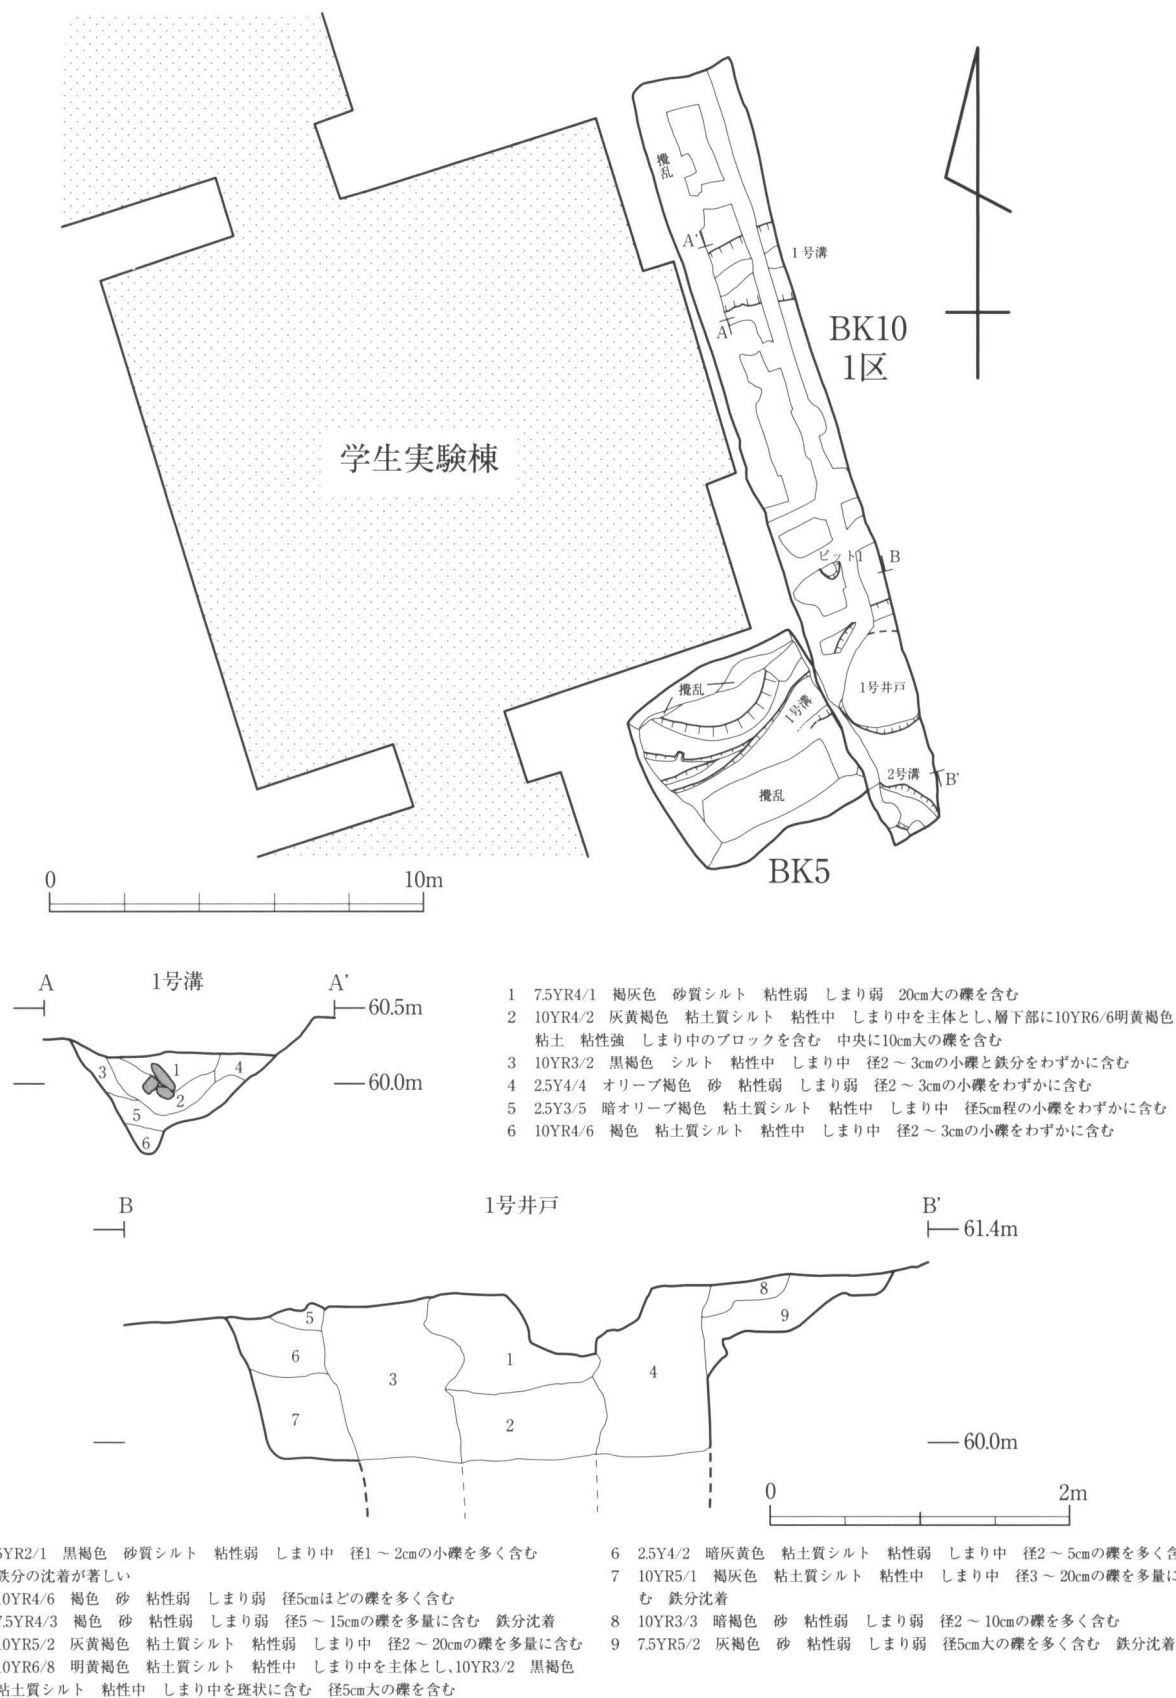 攪乱
A'
1号溝
A
BK10
1区
学生実験棟
ピット1
B
1号井戸
攪乱
1号溝
2号溝
B'
攪乱
BK5
0 10m
A 1号溝 A'
60.5m
60.0m
3 1 4
2
5
6
1 7.5YR4/1 褐灰色 砂質シルト 粘性弱 しまり弱 20cm大の礫を含む
2 10YR4/2 灰黄褐色 粘土質シルト 粘性中 しまり中を主体とし、層下部に10YR6/6明黄褐色
粘土 粘性強 しまり中のブロックを含む 中央に10cm大の礫を含む
3 10YR3/2 黒褐色 シルト 粘性中 しまり中 径2～3cmの小礫と鉄分をわずかに含む
4 2.5Y4/4 オリーブ褐色 砂 粘性弱 しまり弱 径2～3cmの小礫をわずかに含む
5 2.5Y3/5 暗オリーブ褐色 粘土質シルト 粘性中 しまり中 径5cm程の小礫をわずかに含む
6 10YR4/6 褐色 粘土質シルト 粘性中 しまり中 径2～3cmの小礫をわずかに含む
B 1号井戸 B'
61.4m
8
5 9
6 1 4
3
7 2
60.0m
0 2m
5YR2/1 黒褐色 砂質シルト 粘性弱 しまり中 径1～2cmの小礫を多く含む
鉄分の沈着が著しい
10YR4/6 褐色 砂 粘性弱 しまり弱 径5cmほどの礫を多く含む
7.5YR4/3 褐色 砂 粘性弱 しまり弱 径5～15cmの礫を多量に含む 鉄分沈着
10YR5/2 灰黄褐色 粘土質シルト 粘性弱 しまり中 径2～20cmの礫を多量に含む
10YR6/8 明黄褐色 粘土質シルト 粘性中 しまり中を主体とし、10YR3/2 黒褐色
粘土質シルト 粘性中 しまり中を斑状に含む 径5cm大の礫を含む
6 2.5Y4/2 暗灰黄色 粘土質シルト 粘性弱 しまり中 径2～5cmの礫を多く含
7 10YR5/1 褐灰色 粘土質シルト 粘性中 しまり中 径3～20cmの礫を多量に
む 鉄分沈着
8 10YR3/3 暗褐色 砂 粘性弱 しまり弱 径2～10cmの礫を多く含む
9 7.5YR5/2 灰褐色 砂 粘性弱 しまり弱 径5cm大の礫を多く含む 鉄分沈着